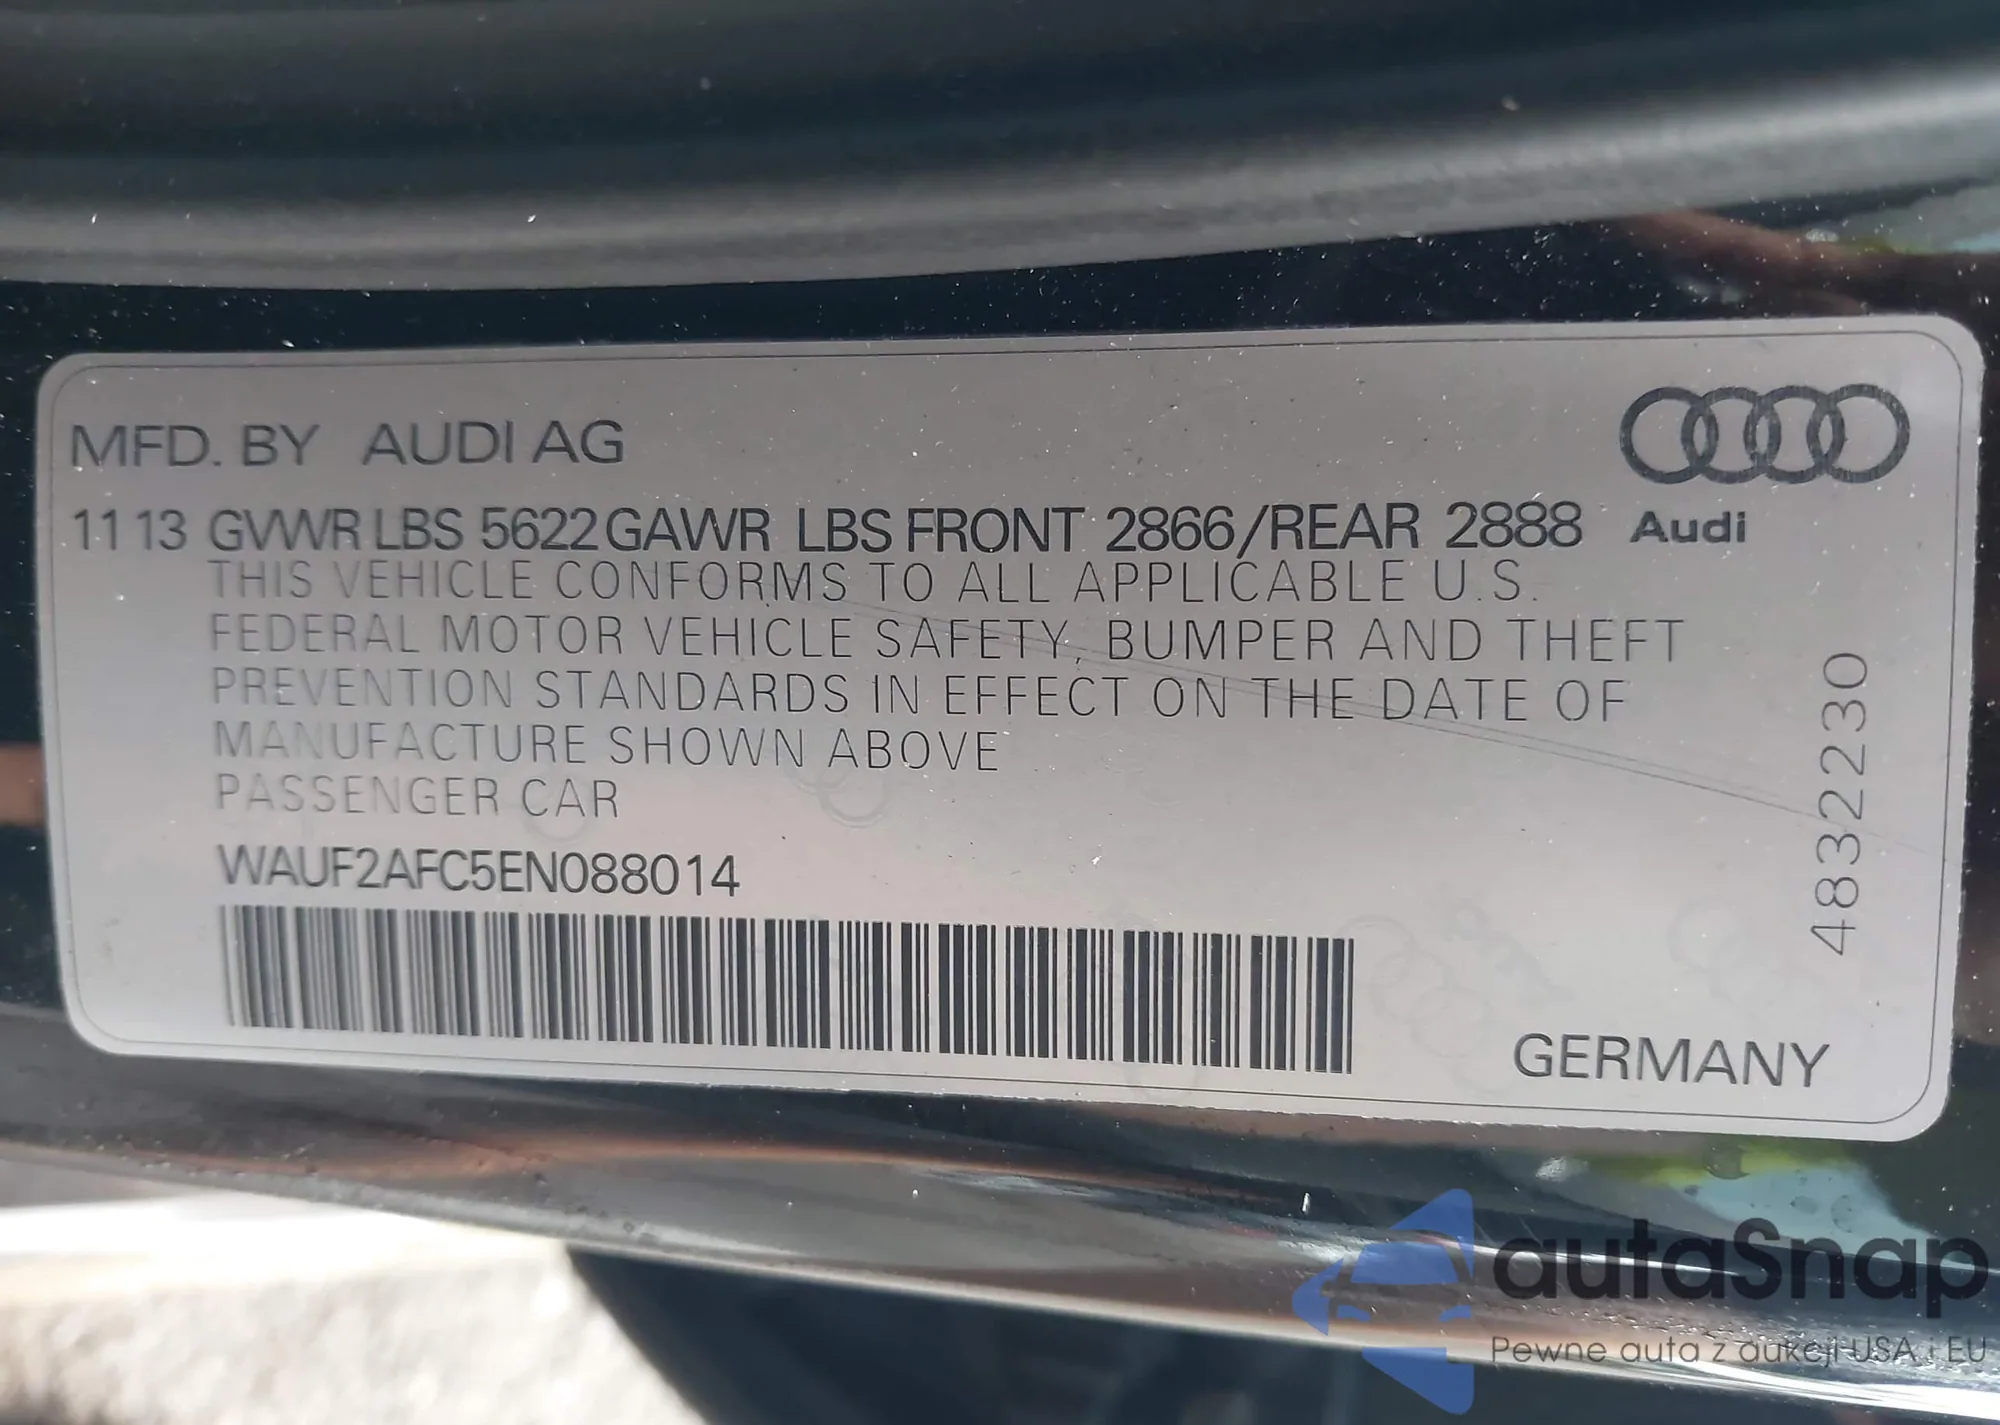 MFD. BY AUDI AG
11 13 GVWR LBS 5622 GAWR LBS FRONT 2866/REAR 2888
Audi
THIS VEHICLE CONFORMS TO ALL APPLICABLE U.S.
FEDERAL MOTOR VEHICLE SAFETY, BUMPER AND THEFT
PREVENTION STANDARDS IN EFFECT ON THE DATE OF
MANUFACTURE SHOWN ABOVE
PASSENGER CAR
WAUF2AFC5EN088014
4832230
GERMANY
autaSnap
Pewne auta z aukcji USA i EU